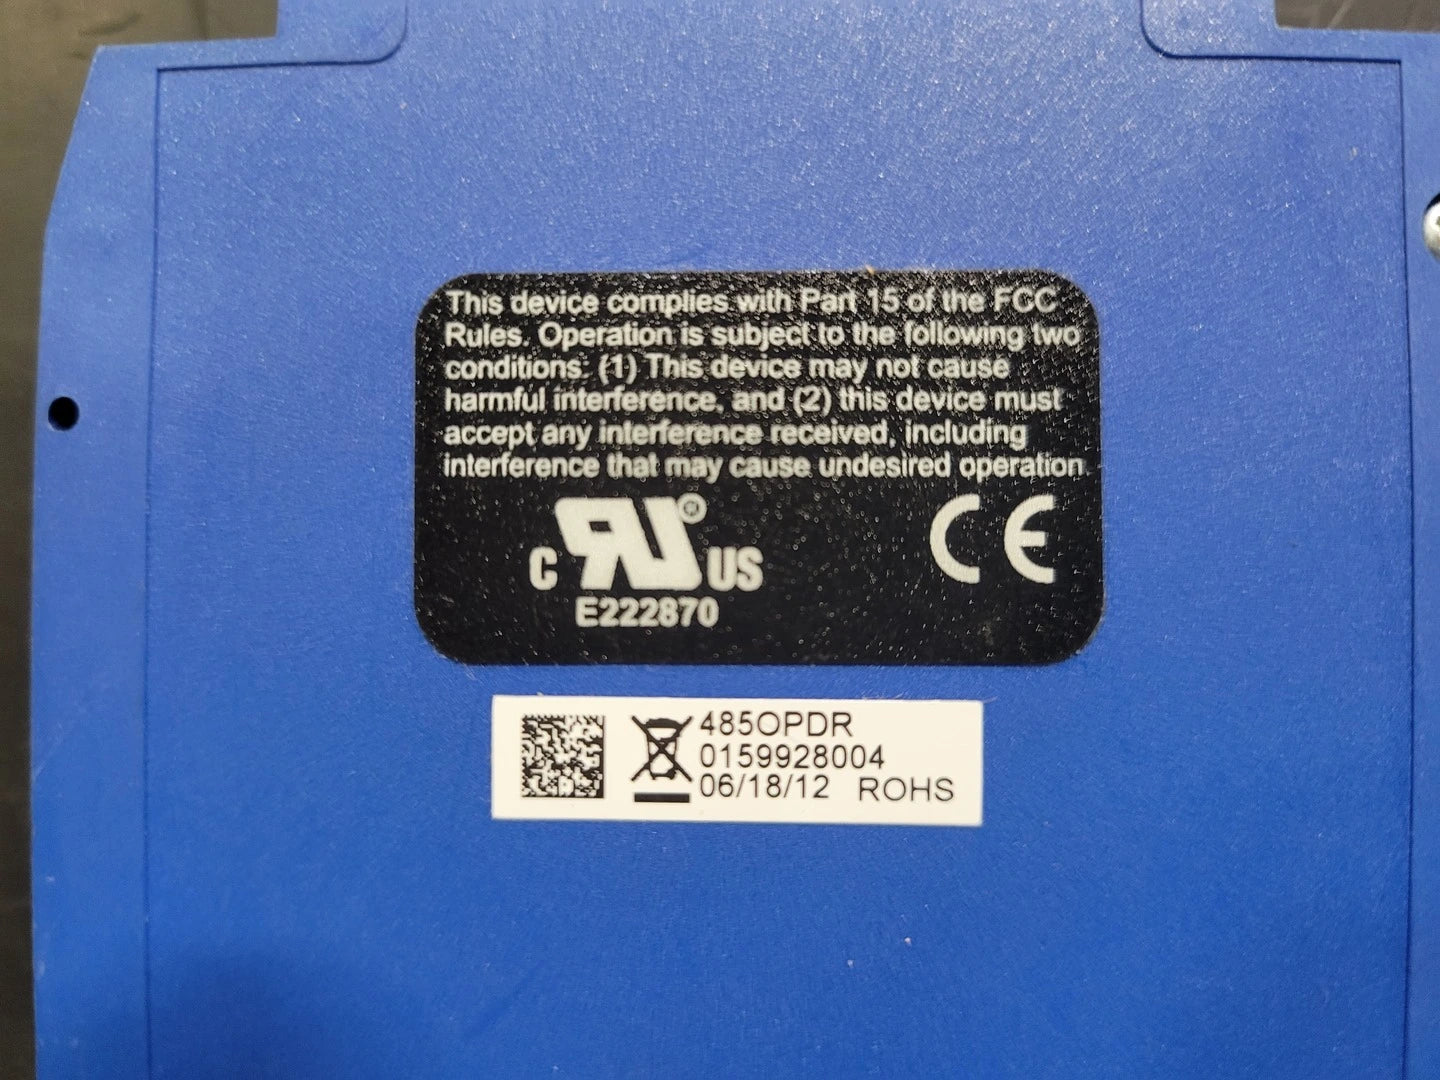 This device complies with Part 15 of the FCC
Rules. Operation is subject to the following two
conditions: (1) This device may not cause
harmful interference, and (2) this device must
accept any interference received, including
interference that may cause undesired operation.
C RU® US
E222870
CE
485OPDR
0159928004
06/18/12 ROHS